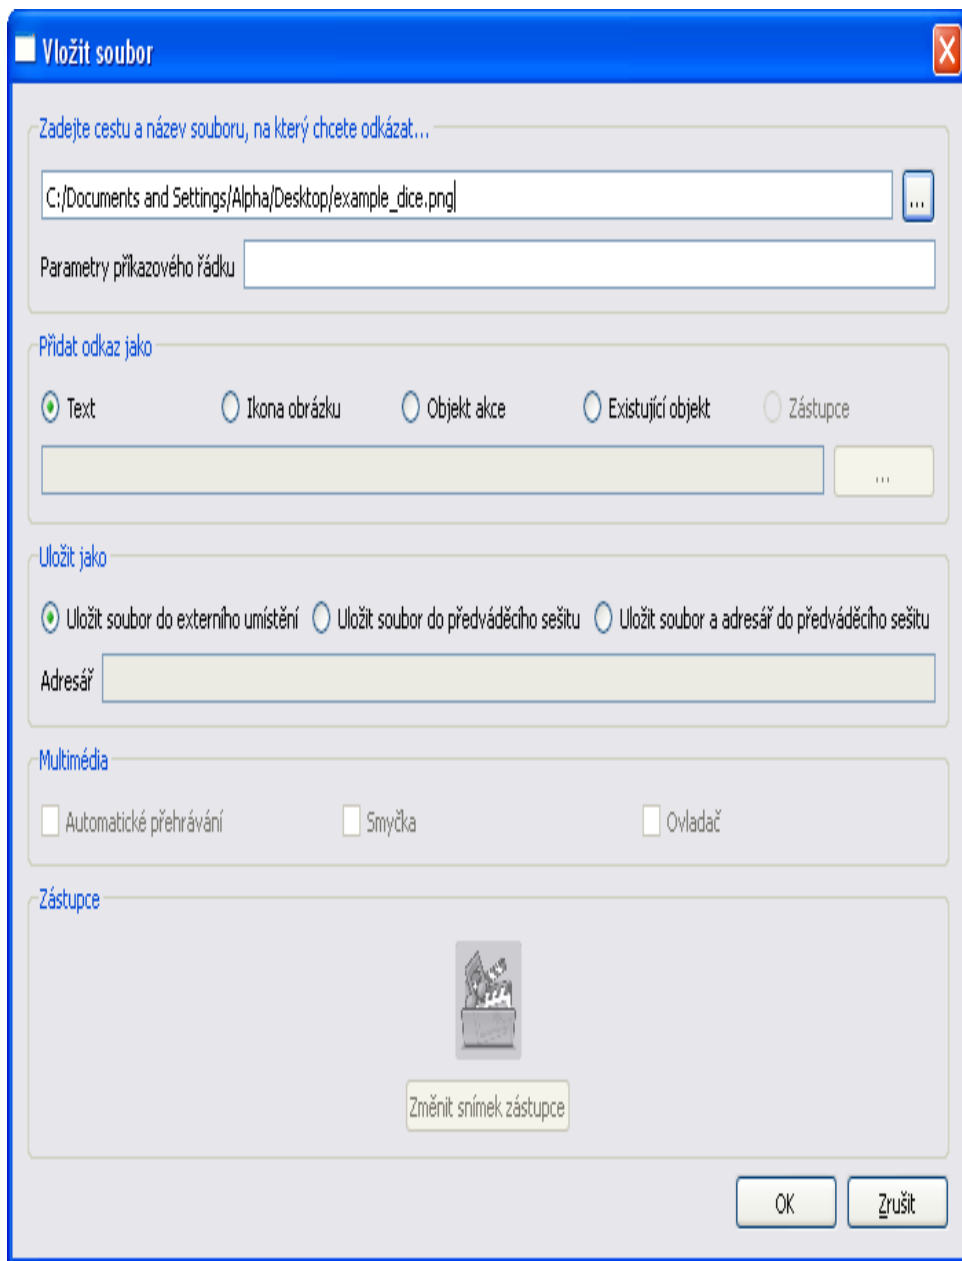 Vložit soubor
Zadejte cestu a název souboru, na který chcete odkázat...
C:/Documents and Settings/Alpha/Desktop/example_dice.png
...
Parametry příkazového řádku
Přidat odkaz jako
Text Ikona obrázku Objekt akce Existující objekt Zástupce
...
Uložit jako
Uložit soubor do externího umístění Uložit soubor do předváděcího sešitu Uložit soubor a adresář do předváděcího sešitu
Adresář
Multimédia
Automatické přehrávání Smyčka Ovladač
Zástupce
Změnit snímek zástupce
OK Zrušit